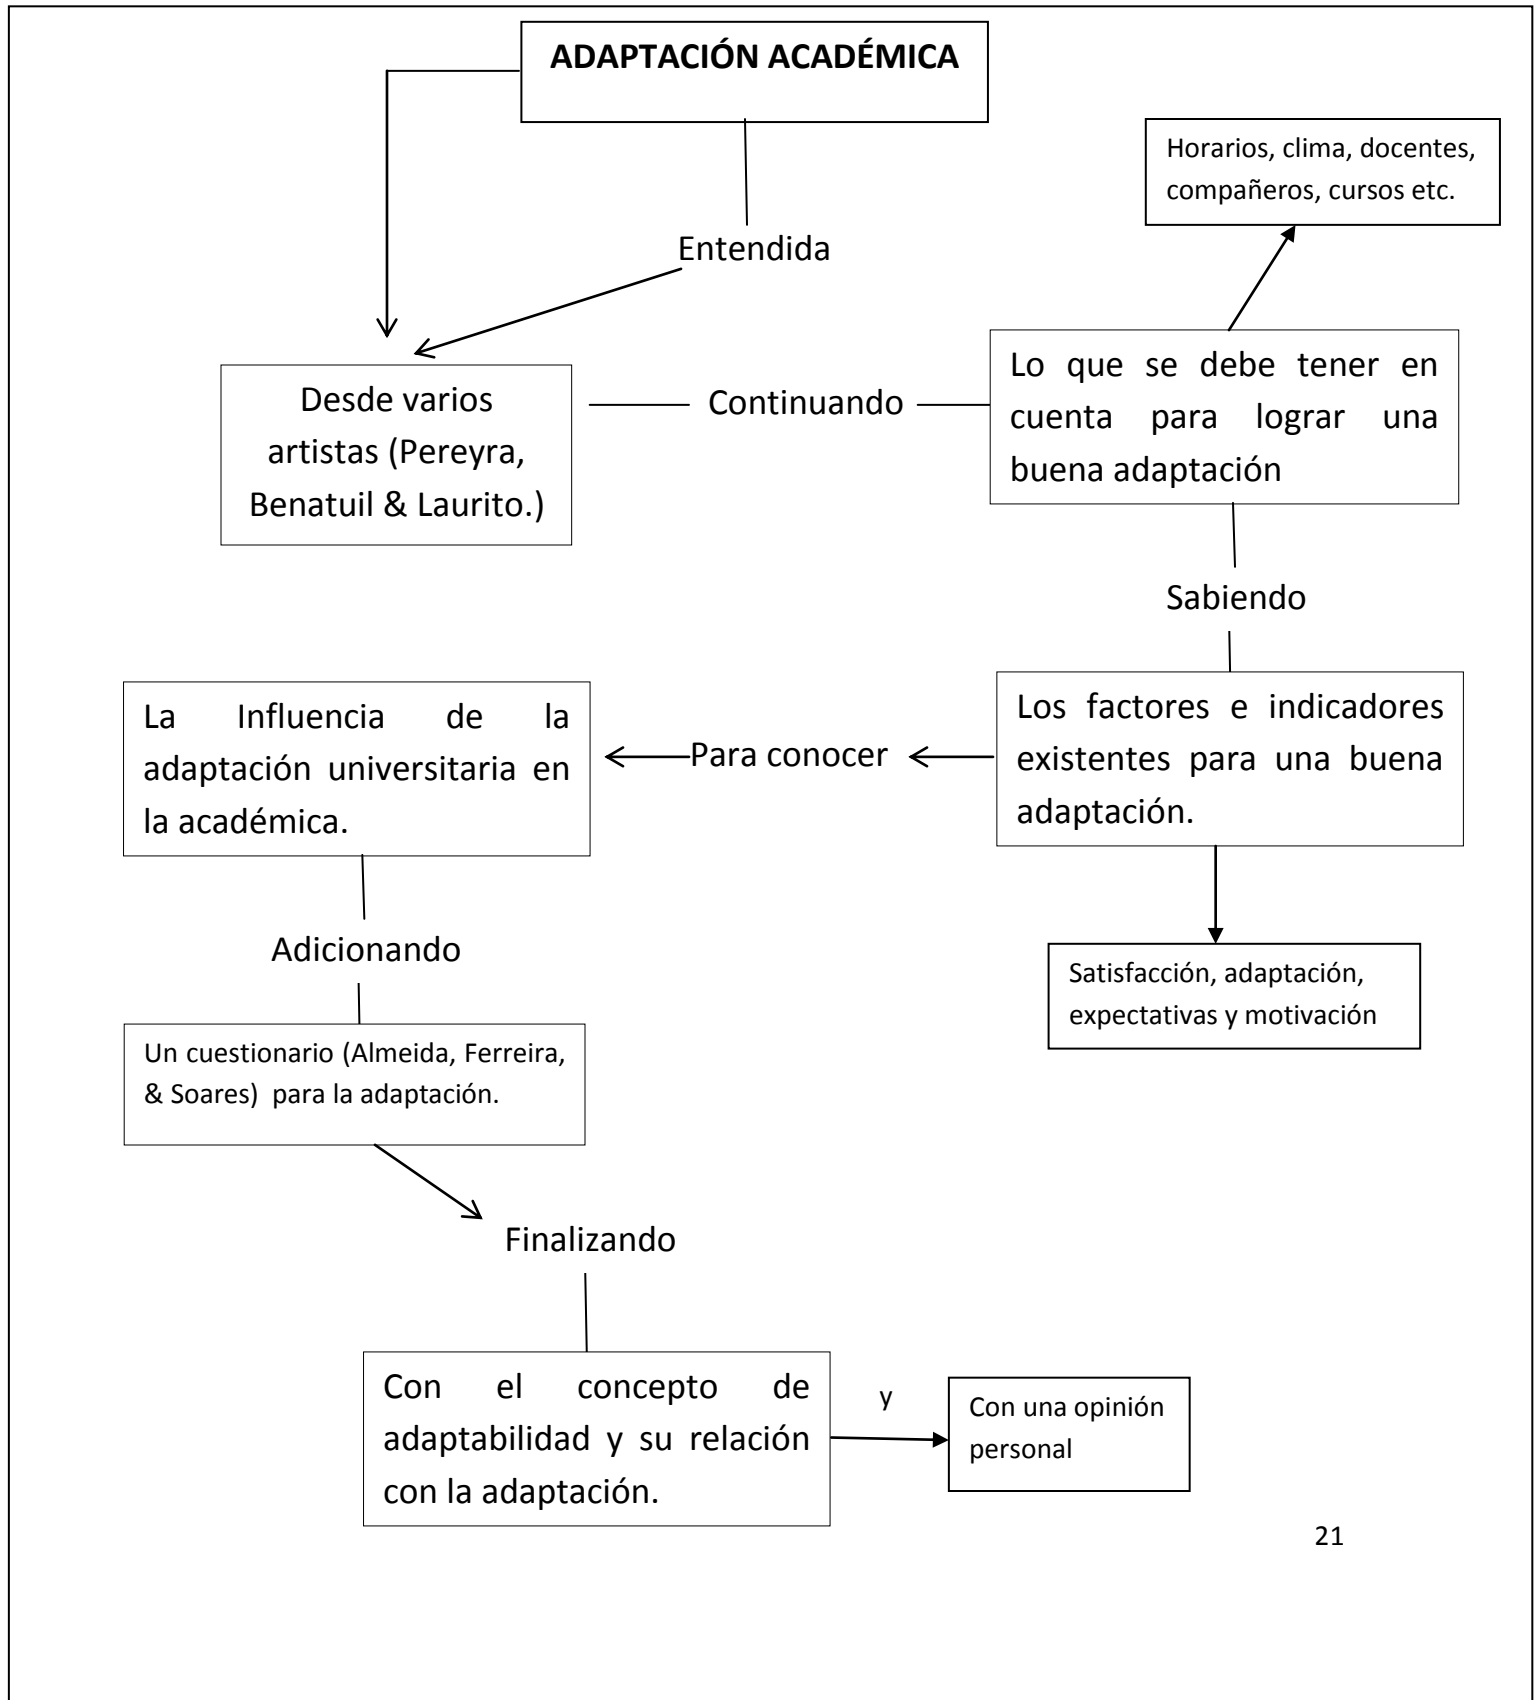 ADAPTACIÓN ACADÉMICA
Horarios, clima, docentes,
compañeros, cursos etc.
Entendida
Desde varios
artistas (Pereyra,
Benatuil & Laurito.)
Continuando
Lo que se debe tener en
cuenta para lograr una
buena adaptación
Sabiendo
Los factores e indicadores
existentes para una buena
adaptación.
Satisfacción, adaptación,
expectativas y motivación
Para conocer
La Influencia de la
adaptación universitaria en
la académica.
Adicionando
Un cuestionario (Almeida, Ferreira,
& Soares) para la adaptación.
Finalizando
Con el concepto de
adaptabilidad y su relación
con la adaptación.
y
Con una opinión
personal
21